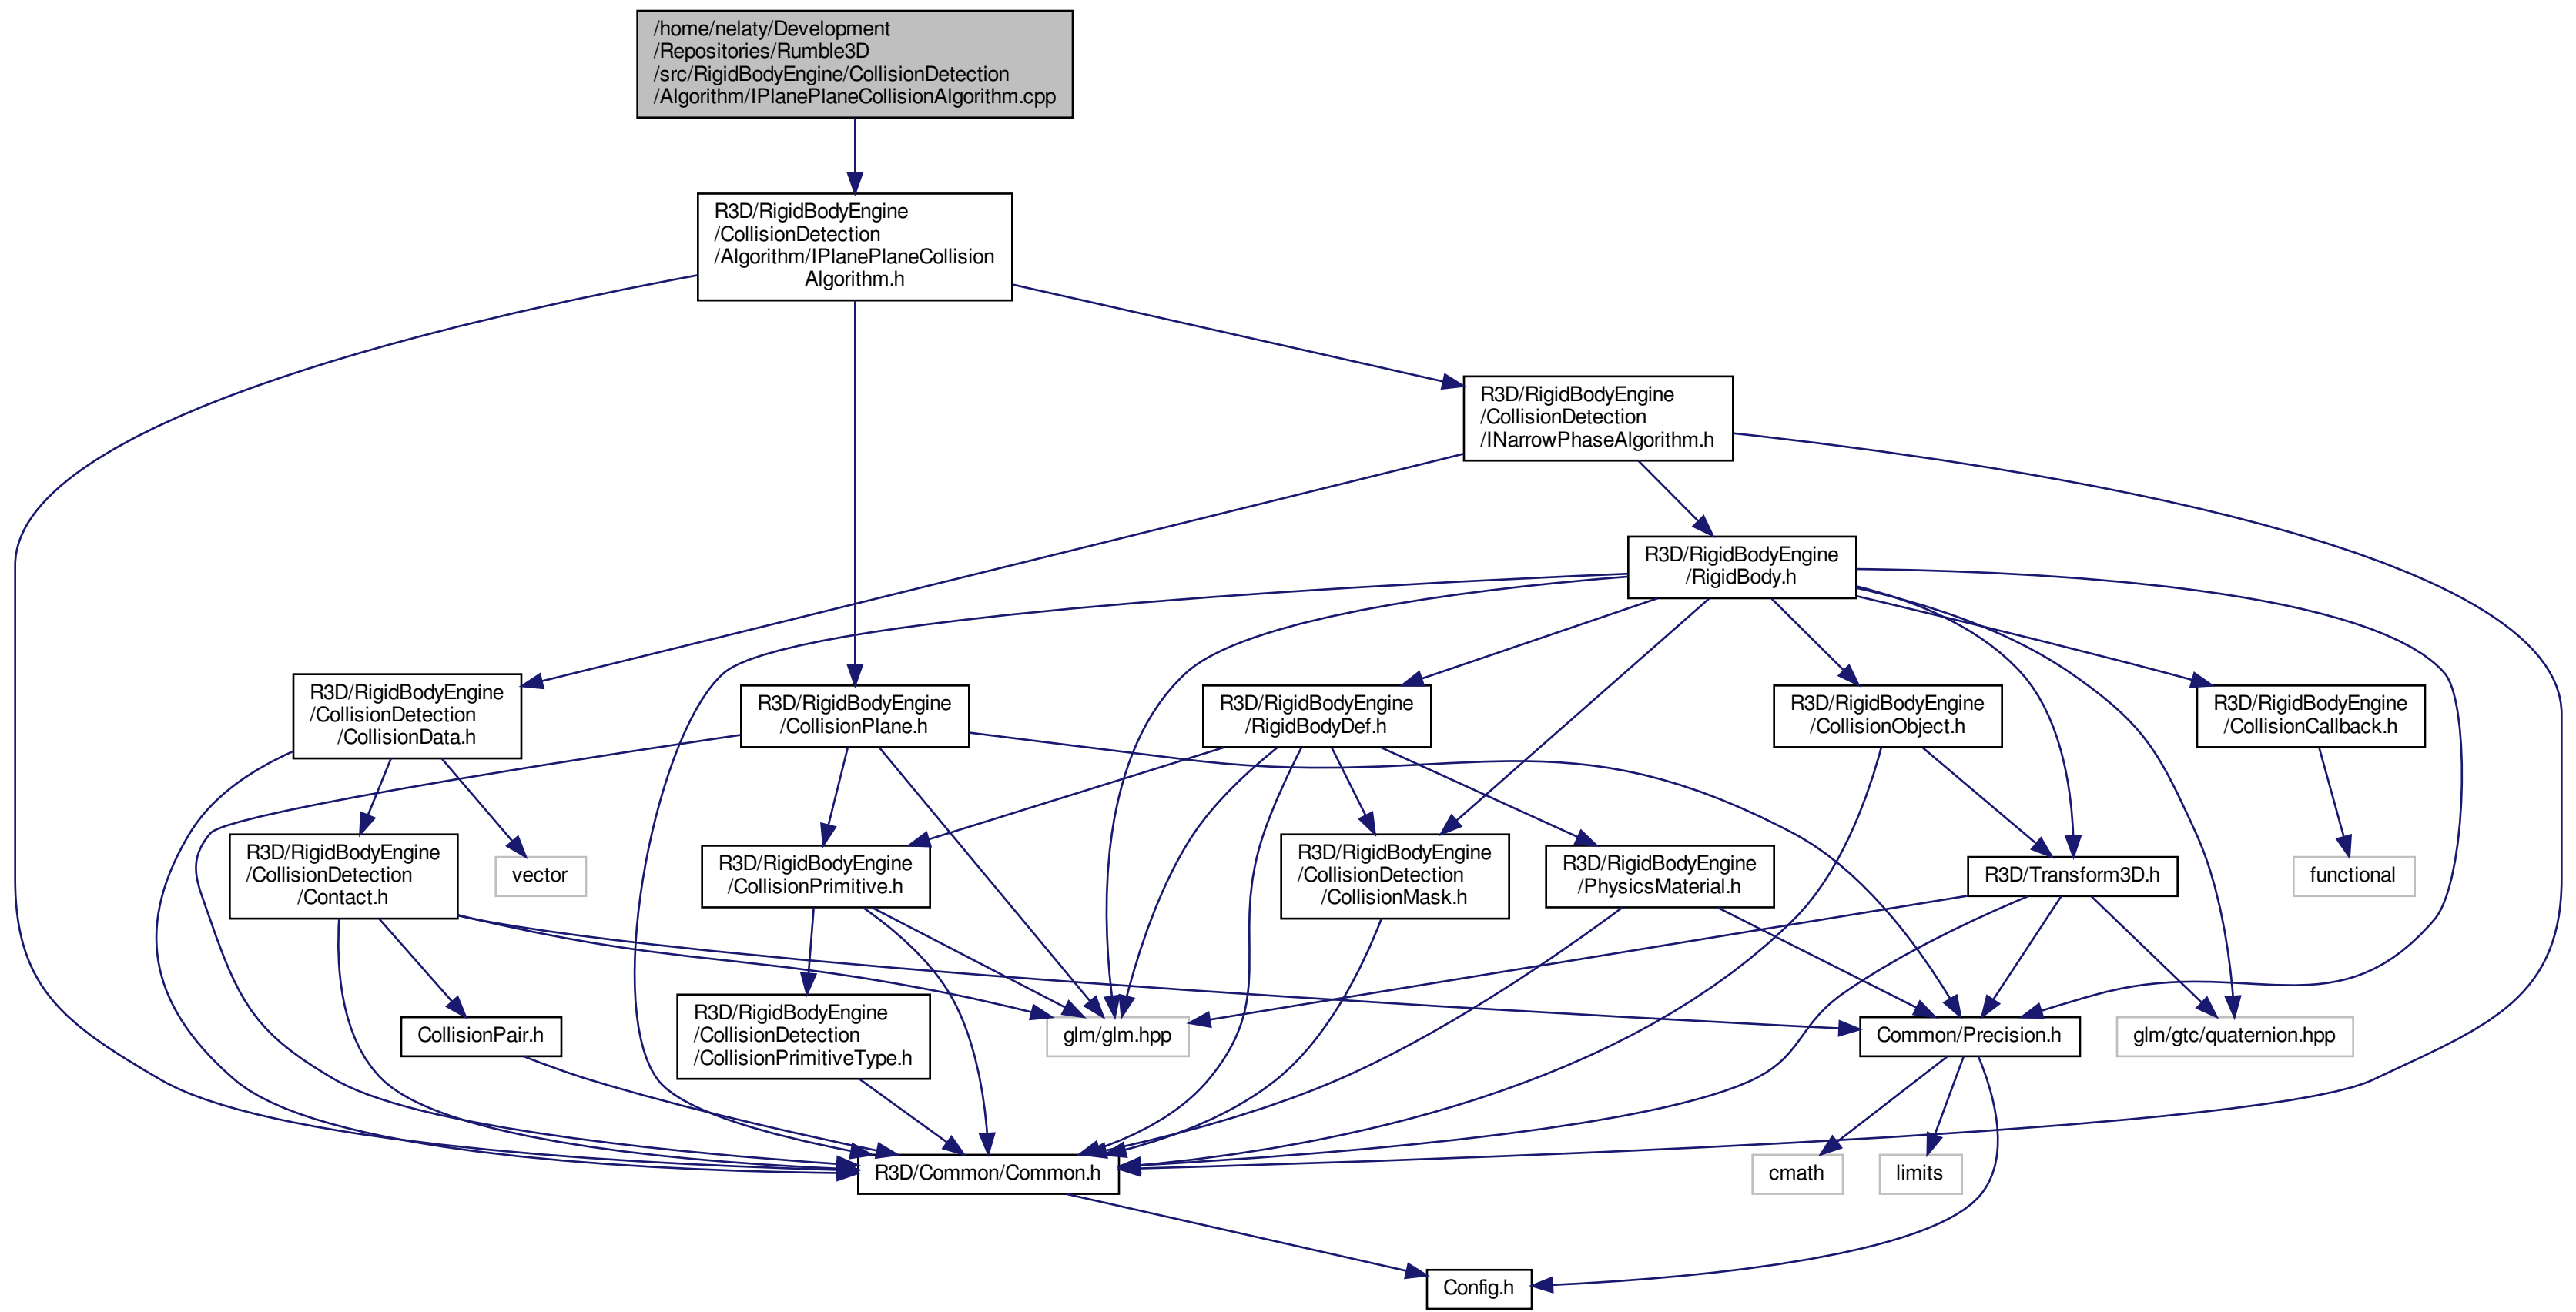 /home/nelaty/Development
/Repositories/Rumble3D
/src/RigidBodyEngine/CollisionDetection
/Algorithm/IPlanePlaneCollisionAlgorithm.cpp
R3D/RigidBodyEngine
/CollisionDetection
/Algorithm/IPlanePlaneCollision
Algorithm.h
R3D/RigidBodyEngine
/CollisionDetection
/INarrowPhaseAlgorithm.h
R3D/RigidBodyEngine
/RigidBody.h
R3D/RigidBodyEngine
/CollisionDetection
/CollisionData.h
R3D/RigidBodyEngine
/CollisionPlane.h
R3D/RigidBodyEngine
/RigidBodyDef.h
R3D/RigidBodyEngine
/CollisionObject.h
R3D/RigidBodyEngine
/CollisionCallback.h
R3D/RigidBodyEngine
/CollisionDetection
/Contact.h
vector
R3D/RigidBodyEngine
/CollisionPrimitive.h
R3D/RigidBodyEngine
/CollisionDetection
/CollisionMask.h
R3D/RigidBodyEngine
/PhysicsMaterial.h
R3D/Transform3D.h
functional
CollisionPair.h
R3D/RigidBodyEngine
/CollisionDetection
/CollisionPrimitiveType.h
glm/glm.hpp
Common/Precision.h
glm/gtc/quaternion.hpp
R3D/Common/Common.h
cmath
limits
Config.h